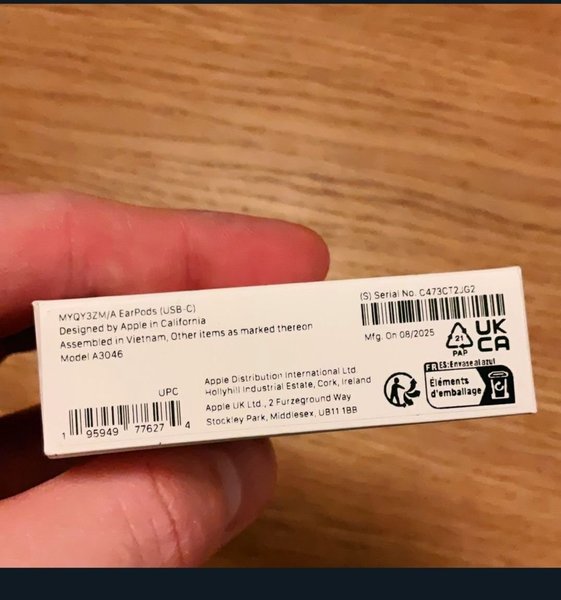 MYQY3ZM/A EarPods (USB-C)
Designed by Apple in California
Assembled in Vietnam, Other items as marked thereon
Model A3046
(S) Serial No. C473CT2JG2
Mfg. On 08/2025
21
PAP
UK
CA
UPC
1 95949 77627 4
Apple Distribution International Ltd
Hollyhill Industrial Estate, Cork, Ireland
Apple UK Ltd., 2 Furzeground Way
Stockley Park, Middlesex, UB11 1BB
FR ES: Envase al azul
Éléments
d'emballage